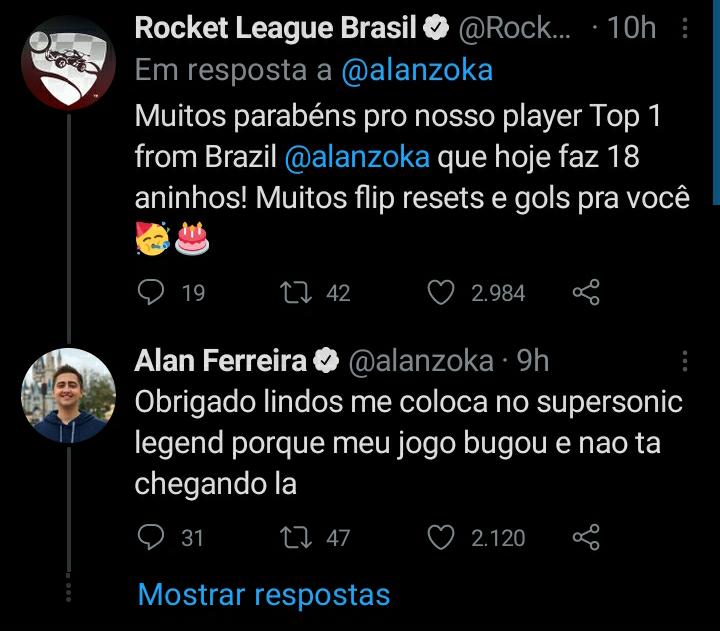 Rocket League Brasil @Rock... · 10h
Em resposta a @alanzoka
Muitos parabéns pro nosso player Top 1
from Brazil @alanzoka que hoje faz 18
aninhos! Muitos flip resets e gols pra você
🥳🎂
19 42 2.984
Alan Ferreira @alanzoka · 9h
Obrigado lindos me coloca no supersonic
legend porque meu jogo bugou e nao ta
chegando la
31 47 2.120
Mostrar respostas